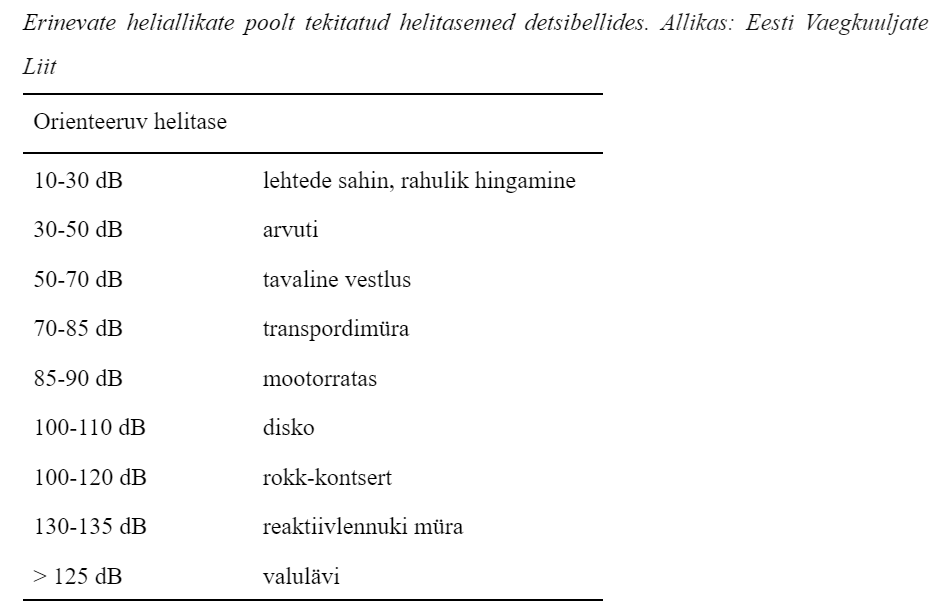 Erinevate heliallikate poolt tekitatud helitasemed detsibellides. Allikas: Eesti Vaegkuuljate
Liit
Orienteeruv helitase
10-30 dB lehtede sahin, rahulik hingamine
30-50 dB arvuti
50-70 dB tavaline vestlus
70-85 dB transpordimüra
85-90 dB mootorratas
100-110 dB disko
100-120 dB rokk-kontsert
130-135 dB reaktiivlennuki müra
> 125 dB valulävi